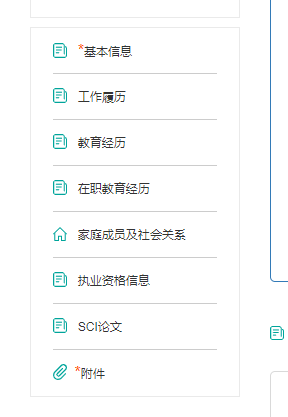 *基本信息
工作履历
教育经历
在职教育经历
家庭成员及社会关系
执业资格信息
SCI论文
*附件